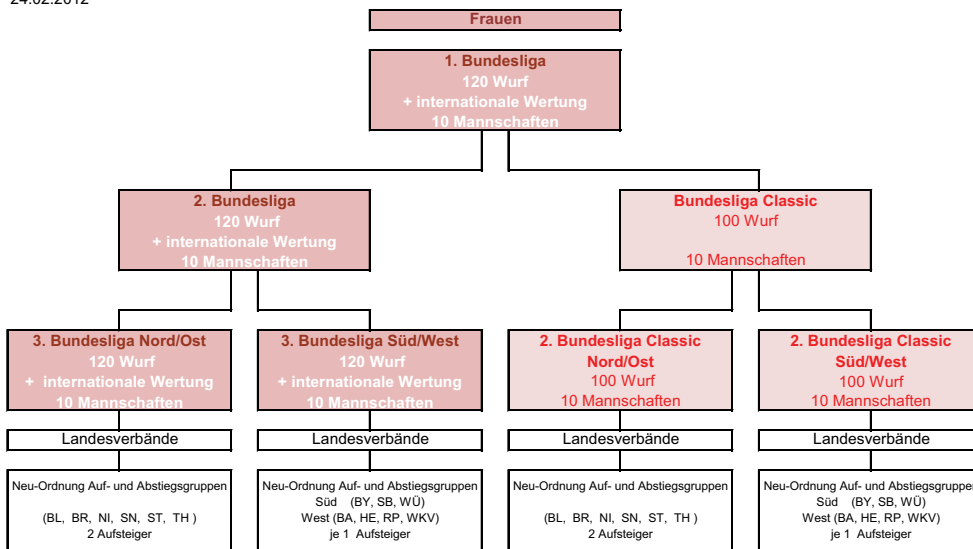 24.02.2012
Frauen
1. Bundesliga
120 Wurf
+ internationale Wertung
10 Mannschaften
2. Bundesliga
120 Wurf
+ internationale Wertung
10 Mannschaften
Bundesliga Classic
100 Wurf
10 Mannschaften
3. Bundesliga Nord/Ost
120 Wurf
+ internationale Wertung
10 Mannschaften
3. Bundesliga Süd/West
120 Wurf
+ internationale Wertung
10 Mannschaften
2. Bundesliga Classic
Nord/Ost
100 Wurf
10 Mannschaften
2. Bundesliga Classic
Süd/West
100 Wurf
10 Mannschaften
Landesverbände
Landesverbände
Landesverbände
Landesverbände
Neu-Ordnung Auf- und Abstiegsgruppen
(BL, BR, NI, SN, ST, TH )
2 Aufsteiger
Neu-Ordnung Auf- und Abstiegsgruppen
Süd (BY, SB, WÜ)
West (BA, HE, RP, WKV)
je 1 Aufsteiger
Neu-Ordnung Auf- und Abstiegsgruppen
(BL, BR, NI, SN, ST, TH )
2 Aufsteiger
Neu-Ordnung Auf- und Abstiegsgruppen
Süd (BY, SB, WÜ)
West (BA, HE, RP, WKV)
je 1 Aufsteiger